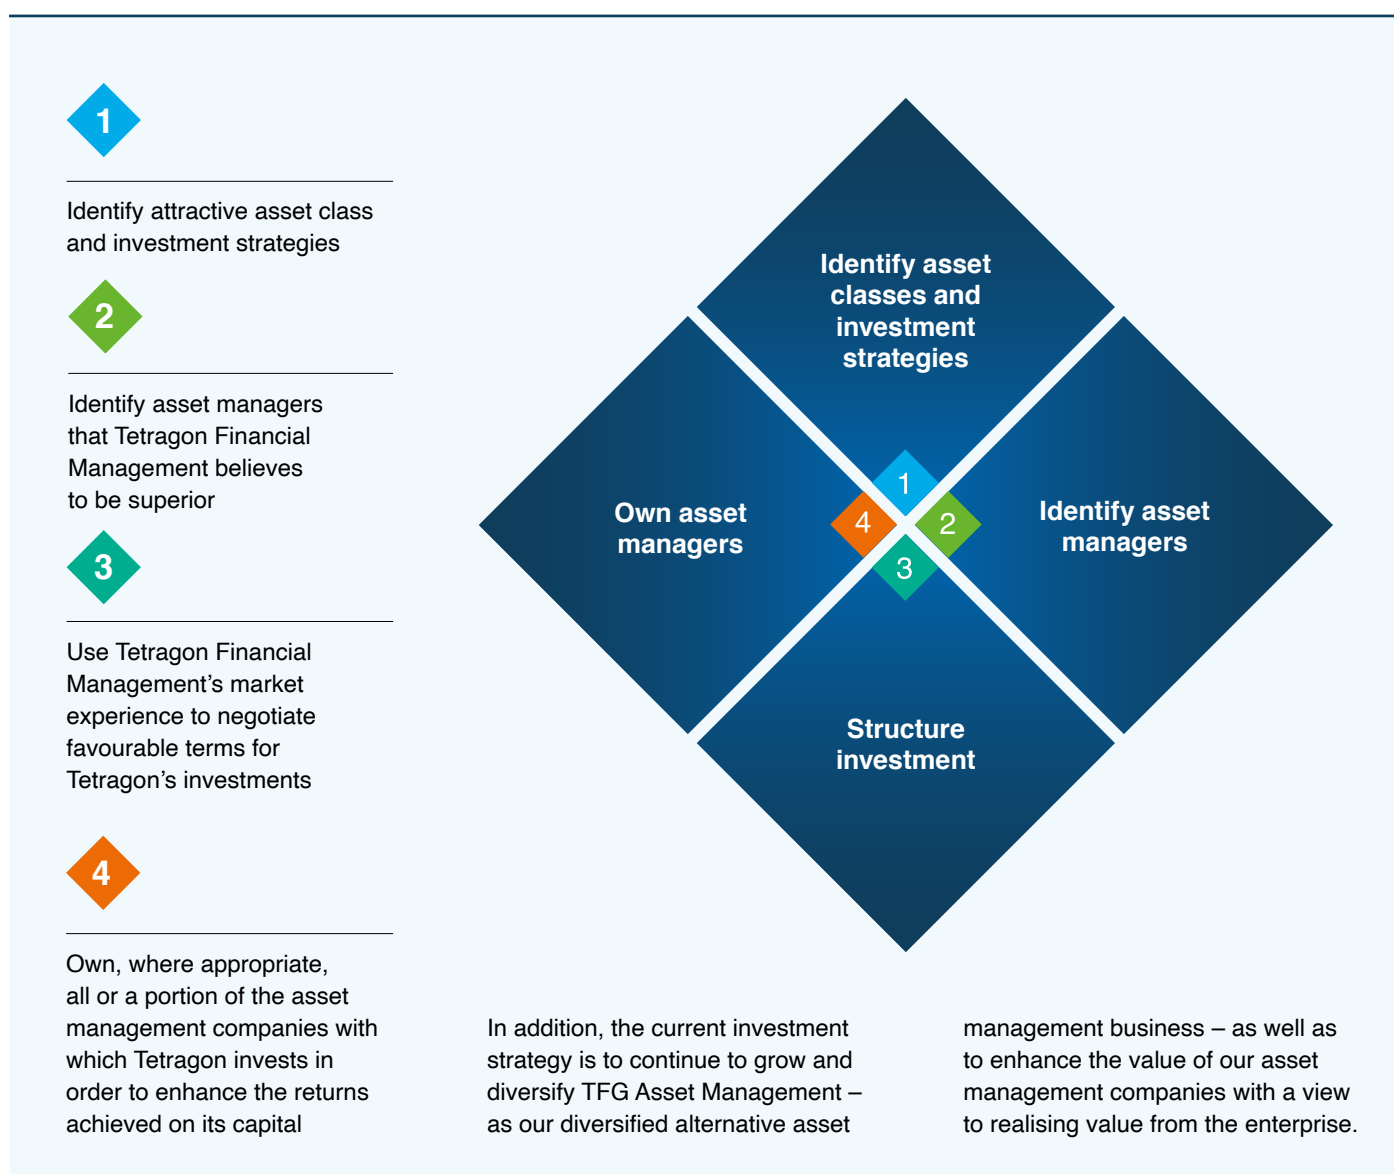 1
Identify attractive asset class
and investment strategies
2
Identify asset managers
that Tetragon Financial
Management believes
to be superior
3
Use Tetragon Financial
Management’s market
experience to negotiate
favourable terms for
Tetragon’s investments
4
Own, where appropriate,
all or a portion of the asset
management companies with
which Tetragon invests in
order to enhance the returns
achieved on its capital
Identify asset
classes and
investment
strategies
Own asset
managers
1
4
2
3
Identify asset
managers
Structure
investment
In addition, the current investment
strategy is to continue to grow and
diversify TFG Asset Management –
as our diversified alternative asset
management business – as well as
to enhance the value of our asset
management companies with a view
to realising value from the enterprise.